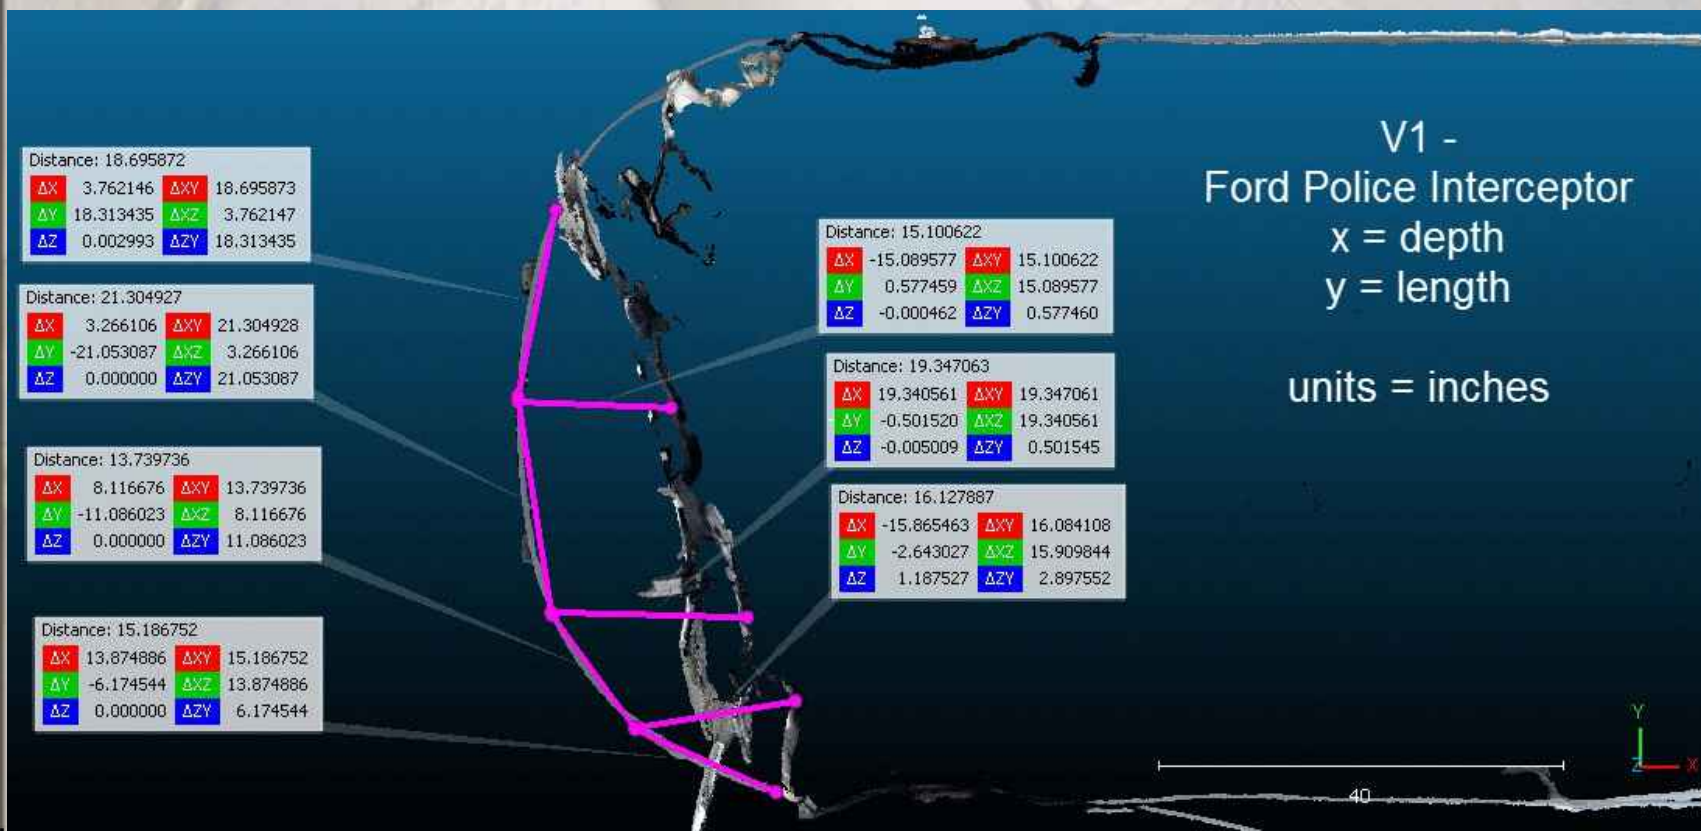 Distance: 18.695872
ΔX 3.762146 ΔXY 18.695873
ΔY 18.313435 ΔXZ 3.762147
ΔZ 0.002993 ΔZY 18.313435
Distance: 21.304927
ΔX 3.266106 ΔXY 21.304928
ΔY -21.053087 ΔXZ 3.266106
ΔZ 0.000000 ΔZY 21.053087
Distance: 13.739736
ΔX 8.116676 ΔXY 13.739736
ΔY -11.086023 ΔXZ 8.116676
ΔZ 0.000000 ΔZY 11.086023
Distance: 15.186752
ΔX 13.874886 ΔXY 15.186752
ΔY -6.174544 ΔXZ 13.874886
ΔZ 0.000000 ΔZY 6.174544
Distance: 15.100622
ΔX -15.089577 ΔXY 15.100622
ΔY 0.577459 ΔXZ 15.089577
ΔZ -0.000462 ΔZY 0.577460
Distance: 19.347063
ΔX 19.340561 ΔXY 19.347061
ΔY -0.501520 ΔXZ 19.340561
ΔZ -0.005009 ΔZY 0.501545
Distance: 16.127887
ΔX -15.865463 ΔXY 16.084108
ΔY -2.643027 ΔXZ 15.909844
ΔZ 1.187527 ΔZY 2.897552
V1 -
Ford Police Interceptor
x = depth
y = length
units = inches
40
Y
Z X